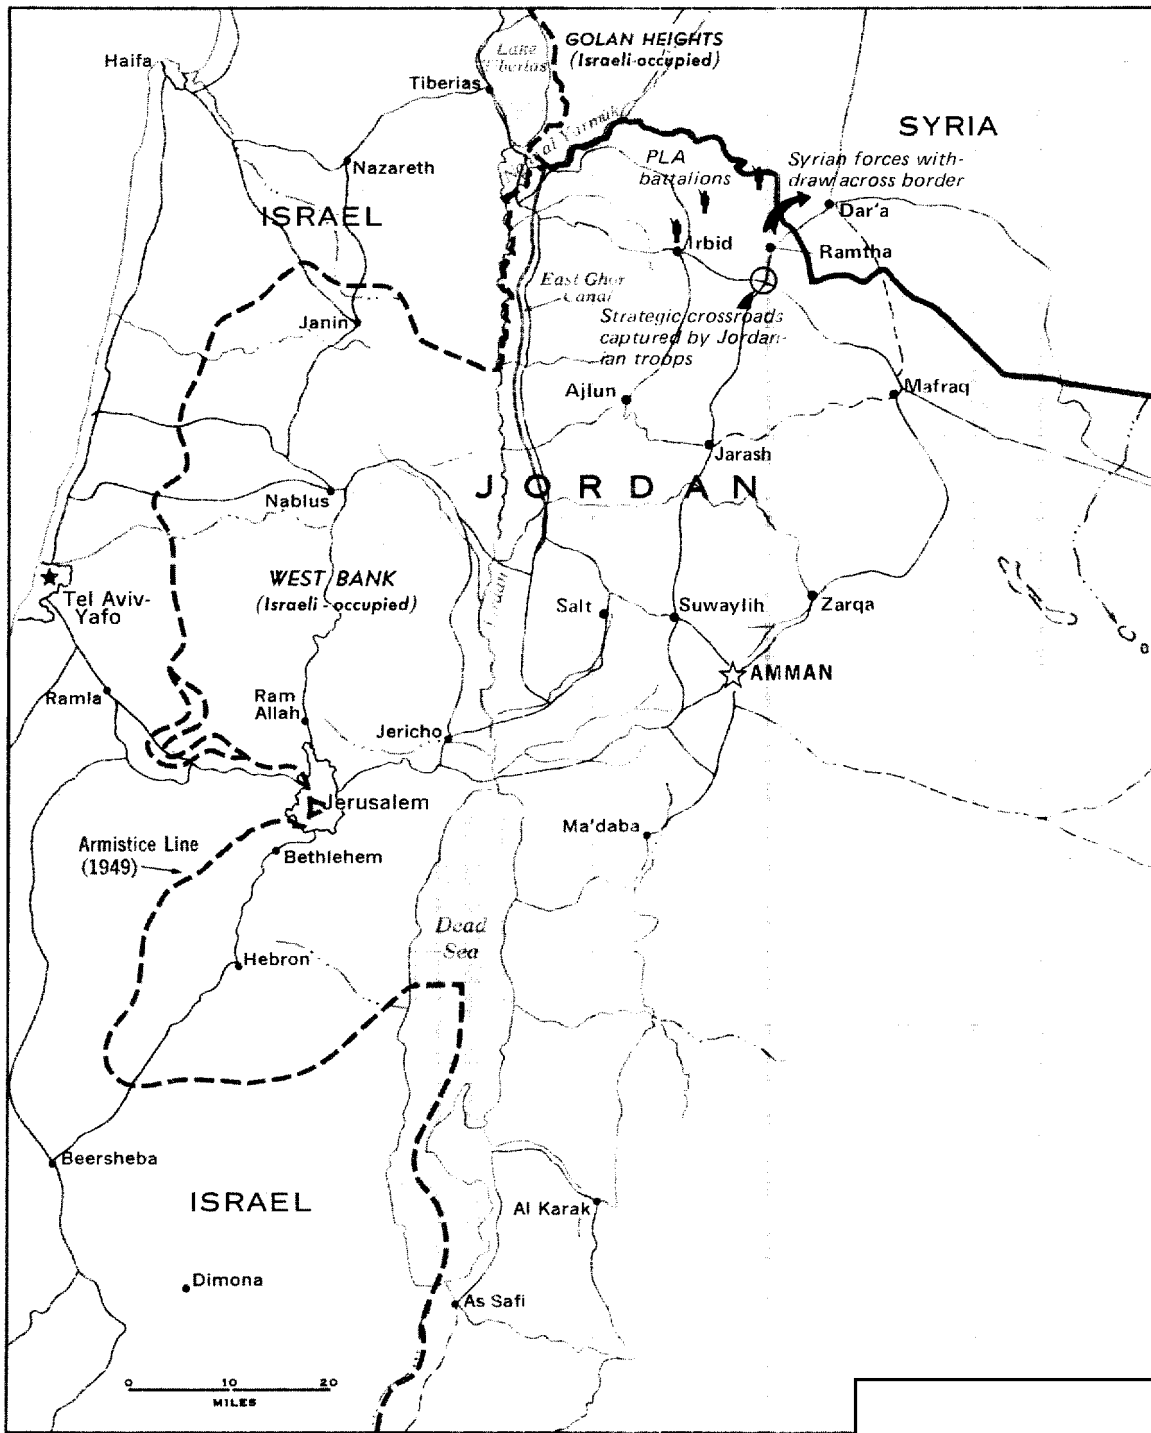 Haifa
Lake
Tiberias
GOLAN HEIGHTS
(Israeli-occupied)
Tiberias
SYRIA
Nazareth
PLA
battalions
Syrian forces with-
draw across border
ISRAEL
Dar'a
Irbid
Ramtha
East Ghor
Canal
Janin
Strategic crossroads
captured by Jordan-
ian troops
Ajlun
Mafraq
Jarash
JORDAN
Nablus
WEST BANK
(Israeli-occupied)
Tel Aviv-
Yafo
Salt
Suwaylih
Zarqa
AMMAN
Ramla
Ram
Allah
Jericho
Jerusalem
Ma'daba
Armistice Line
(1949)
Bethlehem
Dead
Sea
Hebron
Beersheba
ISRAEL
Al Karak
Dimona
As Safi
0 10 20
MILES